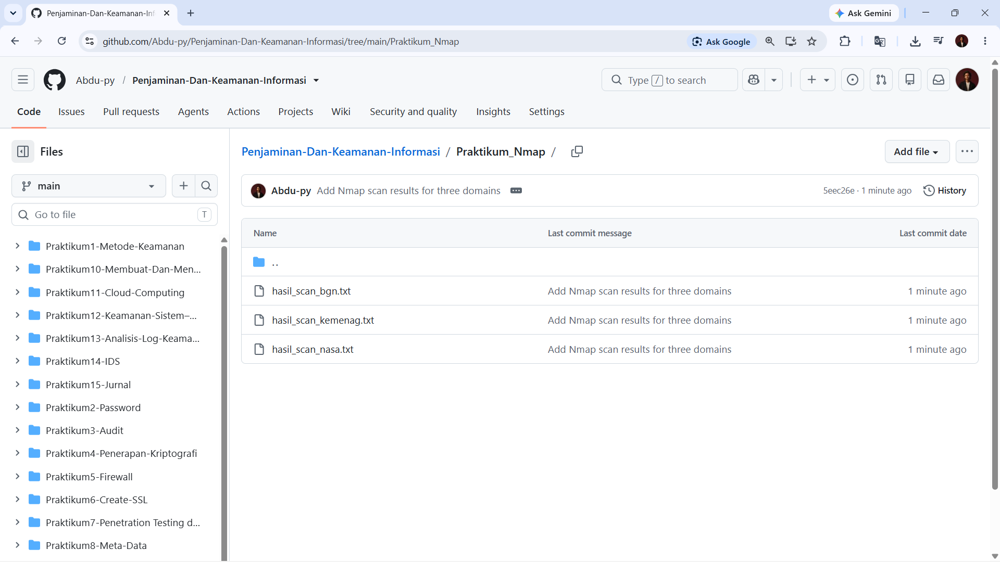 Penjaminan-Dan-Keamanan-Inf
Ask Gemini
github.com/Abdu-py/Penjaminan-Dan-Keamanan-Informasi/tree/main/Praktikum_Nmap
Ask Google
Abdu-py / Penjaminan-Dan-Keamanan-Informasi
Type / to search
Code
Issues
Pull requests
Agents
Actions
Projects
Wiki
Security and quality
Insights
Settings
Files
main
Go to file
T
Praktikum1-Metode-Keamanan
Praktikum10-Membuat-Dan-Men...
Praktikum11-Cloud-Computing
Praktikum12-Keamanan-Sistem–...
Praktikum13-Analisis-Log-Keama...
Praktikum14-IDS
Praktikum15-Jurnal
Praktikum2-Password
Praktikum3-Audit
Praktikum4-Penerapan-Kriptografi
Praktikum5-Firewall
Praktikum6-Create-SSL
Praktikum7-Penetration Testing d...
Praktikum8-Meta-Data
Penjaminan-Dan-Keamanan-Informasi / Praktikum_Nmap /
Add file
Abdu-py Add Nmap scan results for three domains
5eec26e · 1 minute ago
History
Name Last commit message Last commit date
..
hasil_scan_bgn.txt Add Nmap scan results for three domains 1 minute ago
hasil_scan_kemenag.txt Add Nmap scan results for three domains 1 minute ago
hasil_scan_nasa.txt Add Nmap scan results for three domains 1 minute ago